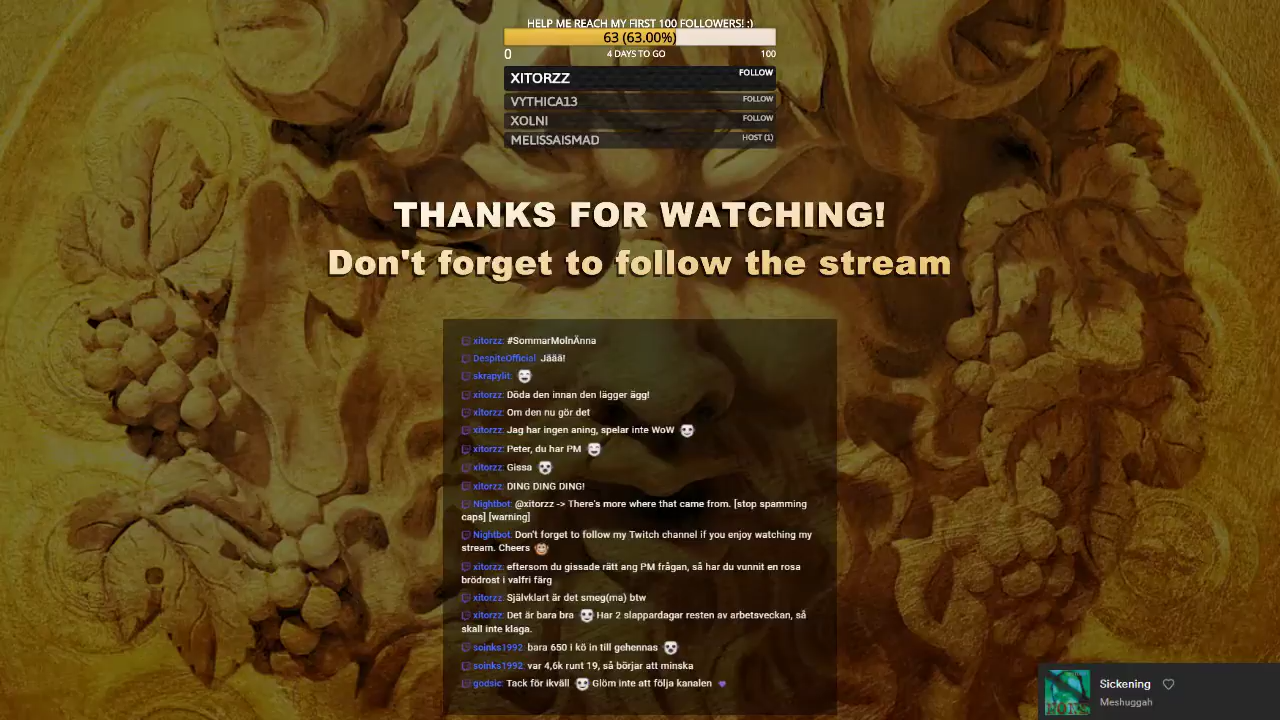 HELP ME REACH MY FIRST 100 FOLLOWERS! :)
63 (63.00%)
0 4 DAYS TO GO 100
XITORZZ FOLLOW
VYTHICA13 FOLLOW
XOLNI FOLLOW
MELISSAISMAD HOST (1)
THANKS FOR WATCHING!
Don't forget to follow the stream
xitorzz: #SommarMolnÄnna
DespiteOfficial: Jäää!
skrapylit:
xitorzz: Döda den innan den lägger ägg!
xitorzz: Om den nu gör det
xitorzz: Jag har ingen aning, spelar inte WoW
xitorzz: Peter, du har PM
xitorzz: Gissa
xitorzz: DING DING DING!
Nightbot: @xitorzz -> There's more where that came from. [stop spamming
caps] [warning]
Nightbot: Don't forget to follow my Twitch channel if you enjoy watching my
stream. Cheers
xitorzz: eftersom du gissade rätt ang PM frågan, så har du vunnit en rosa
brödrost i valfri färg
xitorzz: Självklart är det smeg(ma) btw
xitorzz: Det är bara bra Har 2 slappardagar resten av arbetsveckan, så
skall inte klaga.
soinks1992: bara 650 i kö in till gehennas
soinks1992: var 4,6k runt 19, så börjar att minska
godsic: Tack för ikväll Glöm inte att följa kanalen
Sickening
Meshuggah